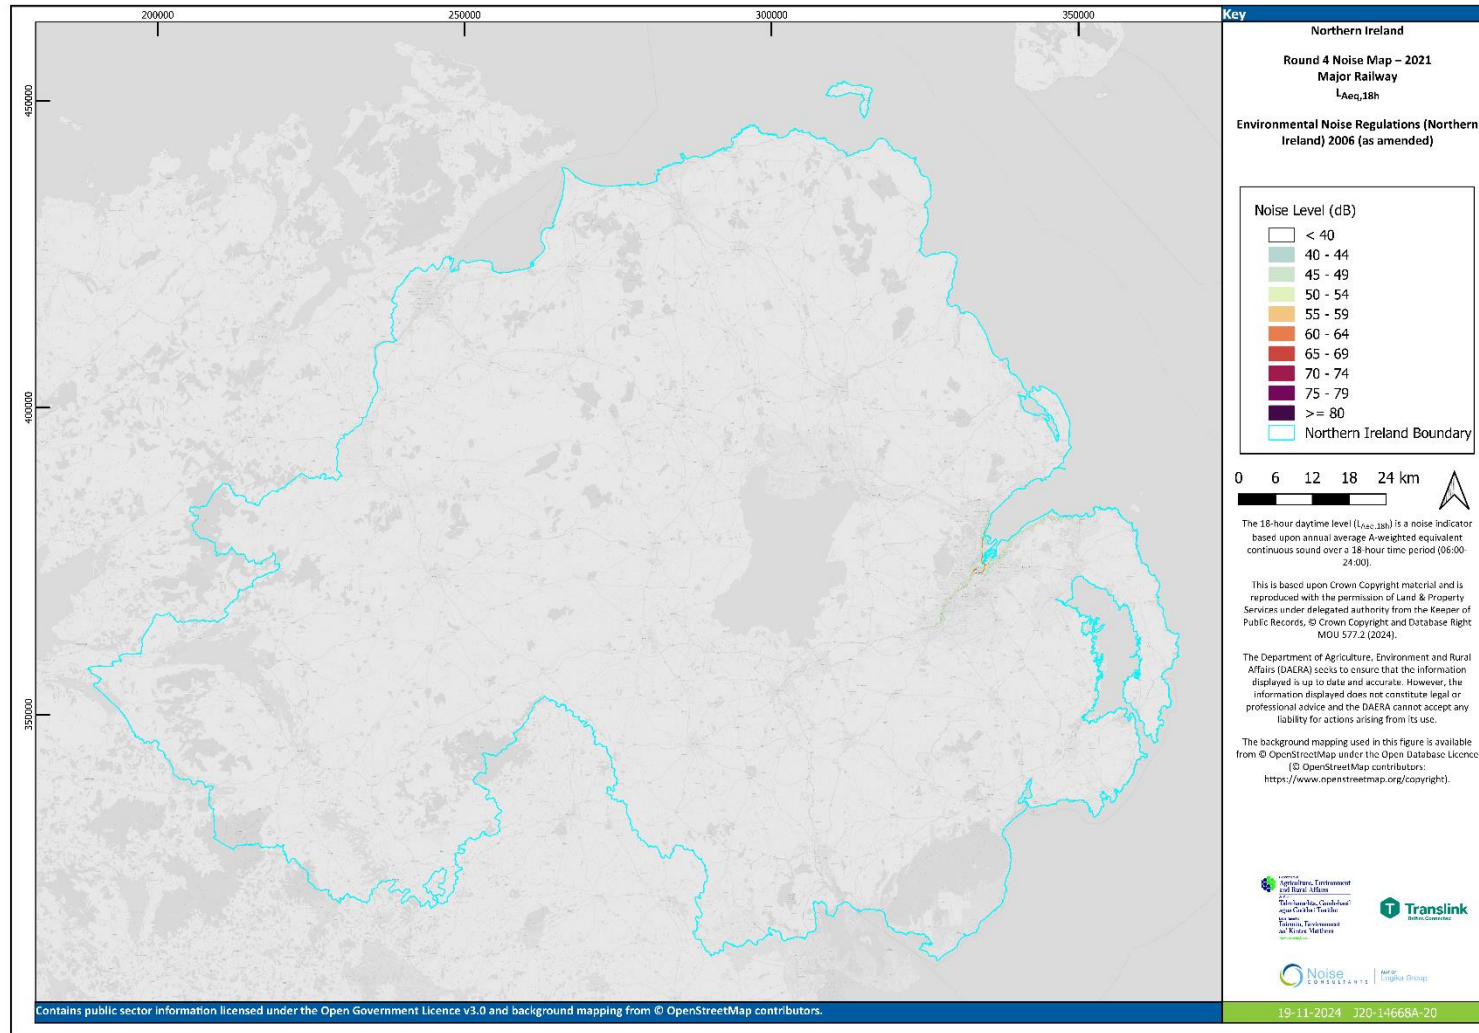 200000
250000
300000
350000
450000
400000
350000
Key
Northern Ireland
Round 4 Noise Map – 2021
Major Railway
LAeq,18h
Environmental Noise Regulations (Northern
Ireland) 2006 (as amended)
Noise Level (dB)
< 40
40 - 44
45 - 49
50 - 54
55 - 59
60 - 64
65 - 69
70 - 74
75 - 79
>= 80
Northern Ireland Boundary
0 6 12 18 24 km
The 18-hour daytime level (LAeq,18h) is a noise indicator
based upon annual average A-weighted equivalent
continuous sound over a 18-hour time period (06:00-
24:00).
This is based upon Crown Copyright material and is
reproduced with the permission of Land & Property
Services under delegated authority from the Keeper of
Public Records, © Crown Copyright and Database Right
MOU 577.2 (2024).
The Department of Agriculture, Environment and Rural
Affairs (DAERA) seeks to ensure that the information
displayed is up to date and accurate. However, the
information displayed does not constitute legal or
professional advice and the DAERA cannot accept any
liability for actions arising from its use.
The background mapping used in this figure is available
from © OpenStreetMap under the Open Database Licence
(© OpenStreetMap contributors:
https://www.openstreetmap.org/copyright).
Agriculture, Environment
and Rural Affairs
Translink
Noise
CONSULTANTS
PART OF
Logika Group
Contains public sector information licensed under the Open Government Licence v3.0 and background mapping from © OpenStreetMap contributors.
19-11-2024 J20-14668A-20